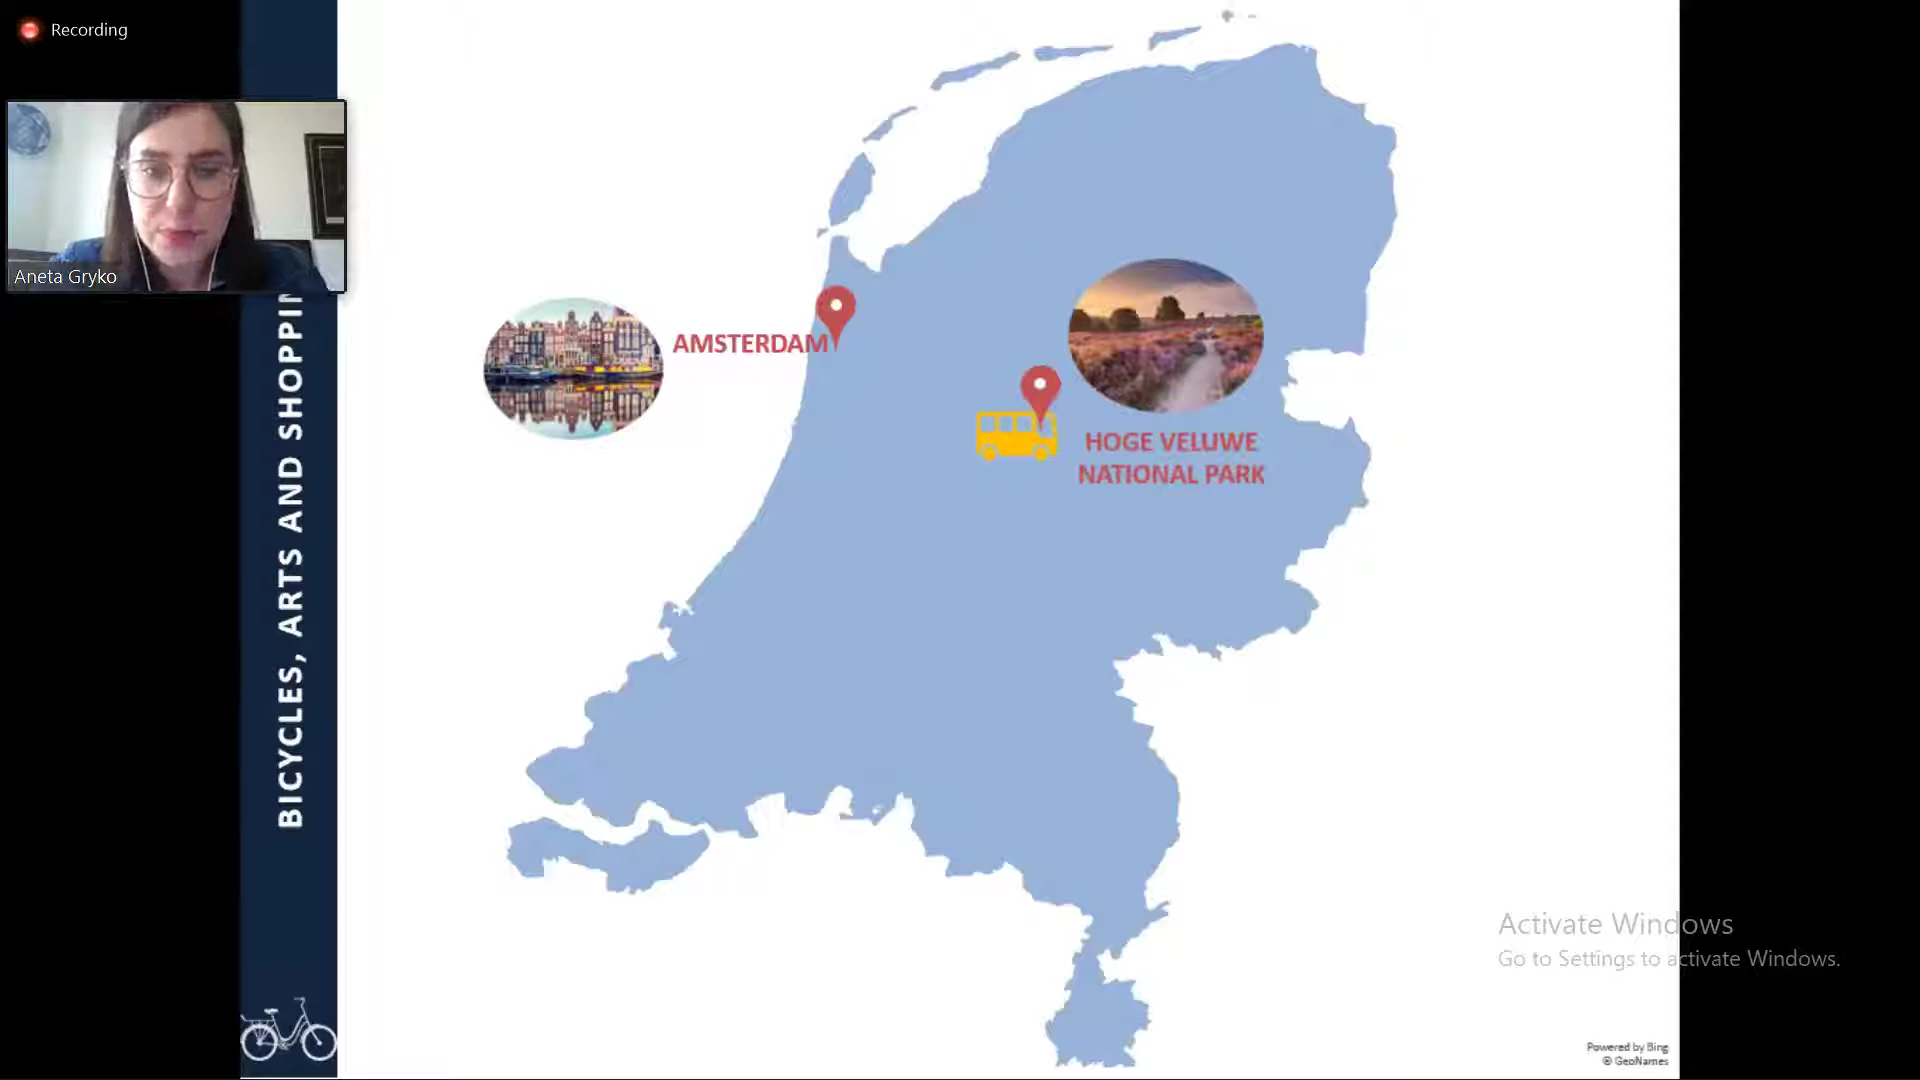 Recording
Aneta Gryko
BICYCLES, ARTS AND SHOPPIN
AMSTERDAM
HOGE VELUWE
NATIONAL PARK
Activate Windows
Go to Settings to activate Windows.
Powered by Bing
© GeoNames